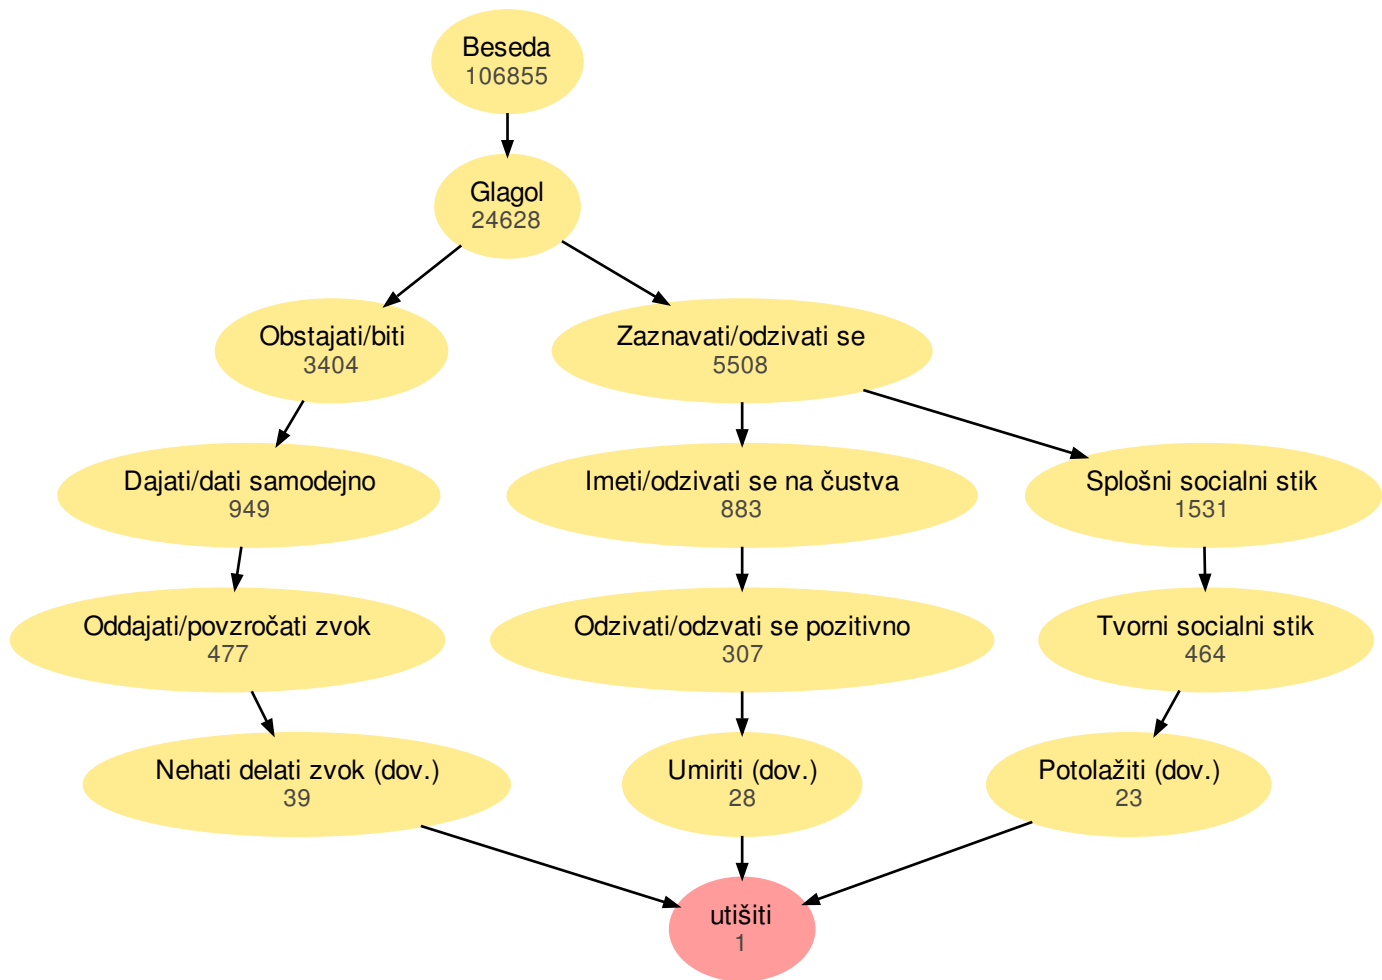 Beseda
106855
Glagol
24628
Obstajati/biti
3404
Zaznavati/odzivati se
5508
Dajati/dati samodejno
949
Imeti/odzivati se na čustva
883
Splošni socialni stik
1531
Oddajati/povzročati zvok
477
Odzivati/odzvati se pozitivno
307
Tvorni socialni stik
464
Nehati delati zvok (dov.)
39
Umiriti (dov.)
28
Potolažiti (dov.)
23
utišiti
1